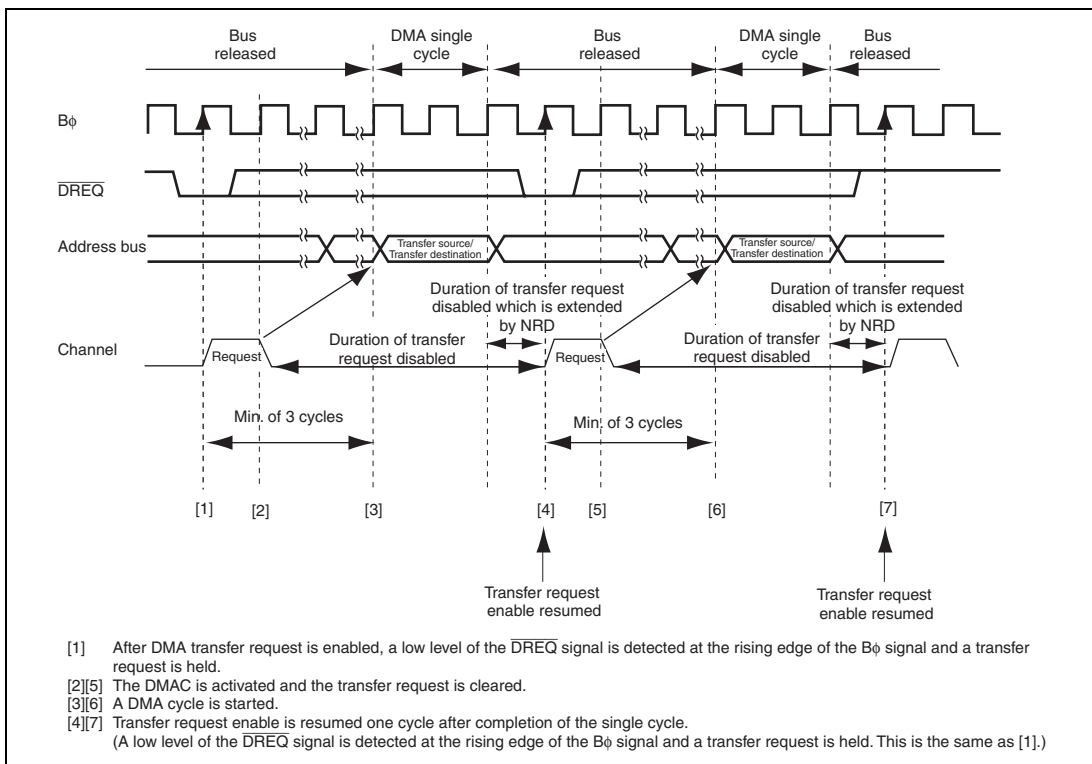 Bus released
DMA single cycle
Bus released
DMA single cycle
Bus released
Bφ
DREQ
Address bus
Transfer source/
Transfer destination
Transfer source/
Transfer destination
Duration of transfer request
disabled which is extended
by NRD
Duration of transfer request
disabled which is extended
by NRD
Channel
Request
Duration of transfer
request disabled
Request
Duration of transfer
request disabled
Min. of 3 cycles
Min. of 3 cycles
[1] [2] [3] [4] [5] [6] [7]
Transfer request
enable resumed
Transfer request
enable resumed
[1] After DMA transfer request is enabled, a low level of the DREQ signal is detected at the rising edge of the Bφ signal and a transfer
request is held.
[2][5] The DMAC is activated and the transfer request is cleared.
[3][6] A DMA cycle is started.
[4][7] Transfer request enable is resumed one cycle after completion of the single cycle.
(A low level of the DREQ signal is detected at the rising edge of the Bφ signal and a transfer request is held. This is the same as [1].)